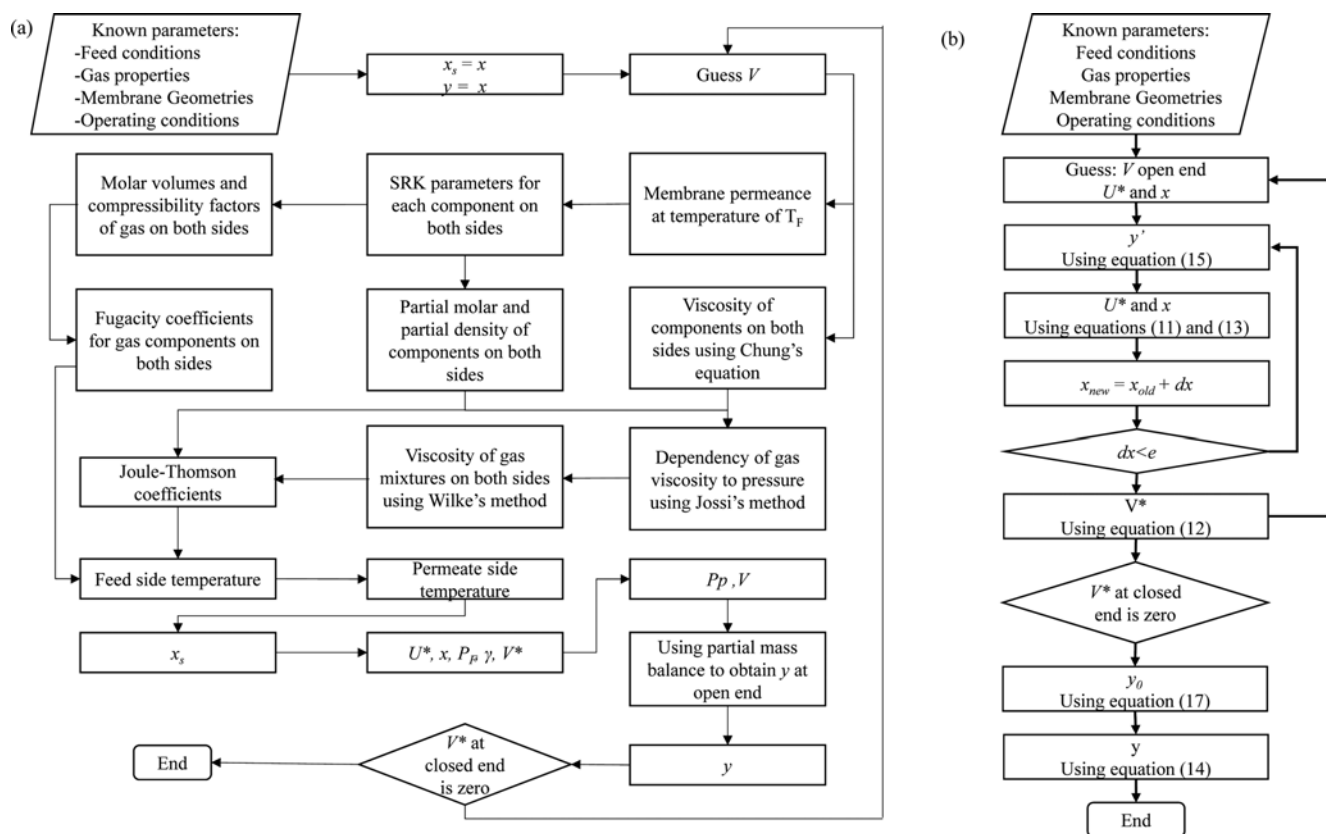 (a)
Known parameters:
-Feed conditions
-Gas properties
-Membrane Geometries
-Operating conditions
x_s = x
y = x
Guess V
Molar volumes and
compressibility factors
of gas on both sides
SRK parameters for
each component on
both sides
Membrane permeance
at temperature of T_F
Fugacity coefficients
for gas components on
both sides
Partial molar and
partial density of
components on both
sides
Viscosity of
components on both
sides using Chung's
equation
Joule-Thomson
coefficients
Viscosity of gas
mixtures on both sides
using Wilke's method
Dependency of gas
viscosity to pressure
using Jossi's method
Feed side temperature
Permeate side
temperature
Pp , V
x_s
U*, x, P_F, γ, V*
Using partial mass
balance to obtain y at
open end
End
V* at
closed end
is zero
y
(b)
Known parameters:
Feed conditions
Gas properties
Membrane Geometries
Operating conditions
Guess: V open end
U* and x
y'
Using equation (15)
U* and x
Using equations (11) and (13)
x_new = x_old + dx
dx<e
V*
Using equation (12)
V* at closed
end is zero
y_0
Using equation (17)
y
Using equation (14)
End